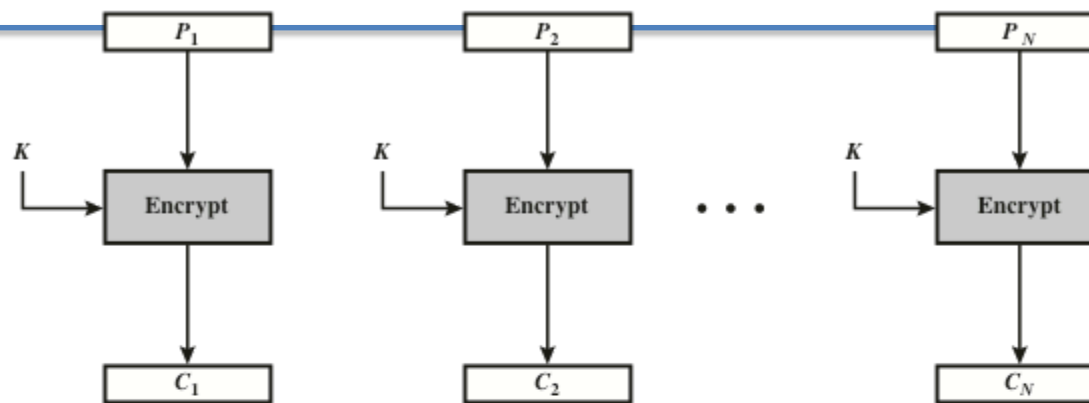 P1 P2 PN
K K K
Encrypt Encrypt • • • Encrypt
C1 C2 CN